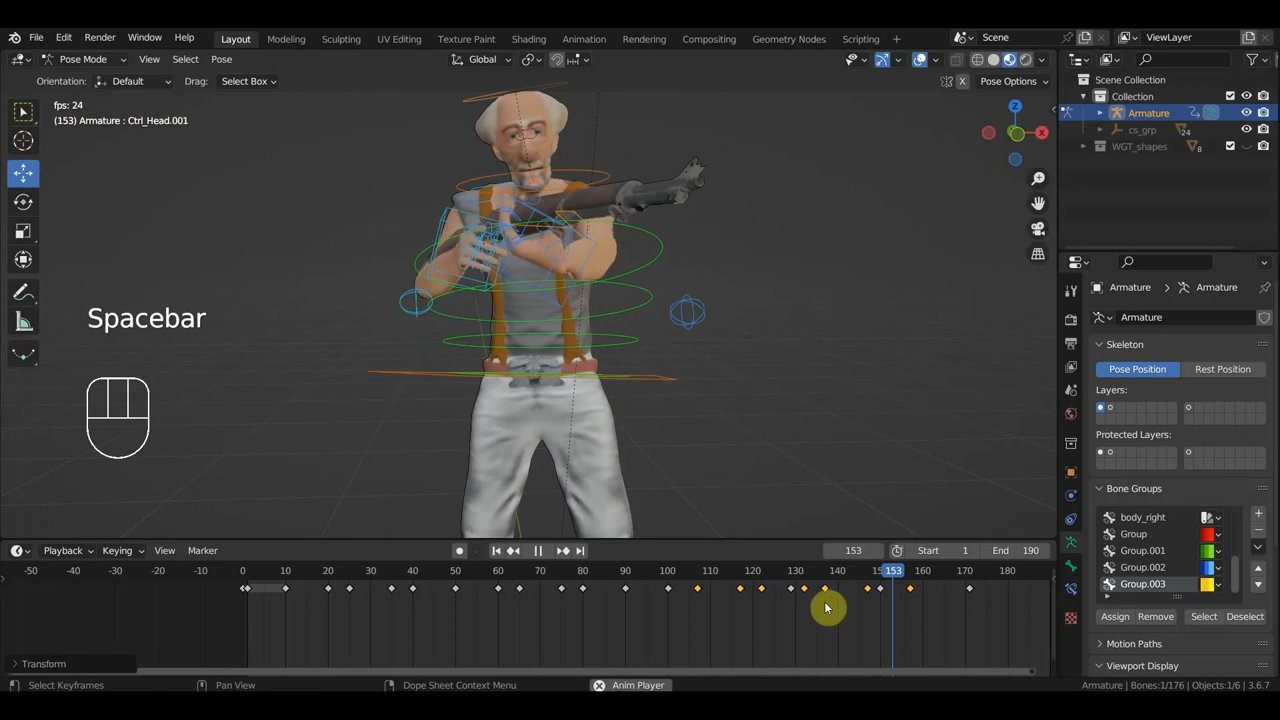 File Edit Render Window Help Layout Modeling Sculpting UV Editing Texture Paint Shading Animation Rendering Compositing Geometry Nodes Scripting + Scene ViewLayer
Pose Mode View Select Pose Global Pose Options
Orientation: Default Drag: Select Box X Pose Options
fps: 24
(153) Armature : Ctrl_Head.001
Z
X
Scene Collection
Collection
Armature
cs_grp 24
WGT_shapes 8
Spacebar
Armature > Armature
Armature
Skeleton
Pose Position Rest Position
Layers:
Protected Layers:
Bone Groups
body_right
Group
Group.001
Group.002
Group.003
Assign Remove Select Deselect
Motion Paths
Viewport Display
Playback Keying View Marker 153 Start 1 End 190
-50 -40 -30 -20 -10 0 10 20 30 40 50 60 70 80 90 100 110 120 130 140 15 153 160 170 180
Transform
Select Keyframes Pan View Dope Sheet Context Menu Anim Player Armature | Bones:1/176 | Objects:1/6 | 3.6.7